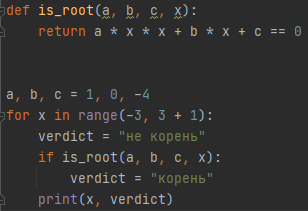 def is_root(a, b, c, x):
    return a * x * x + b * x + c == 0
a, b, c = 1, 0, -4
for x in range(-3, 3 + 1):
    verdict = "не корень"
    if is_root(a, b, c, x):
        verdict = "корень"
    print(x, verdict)